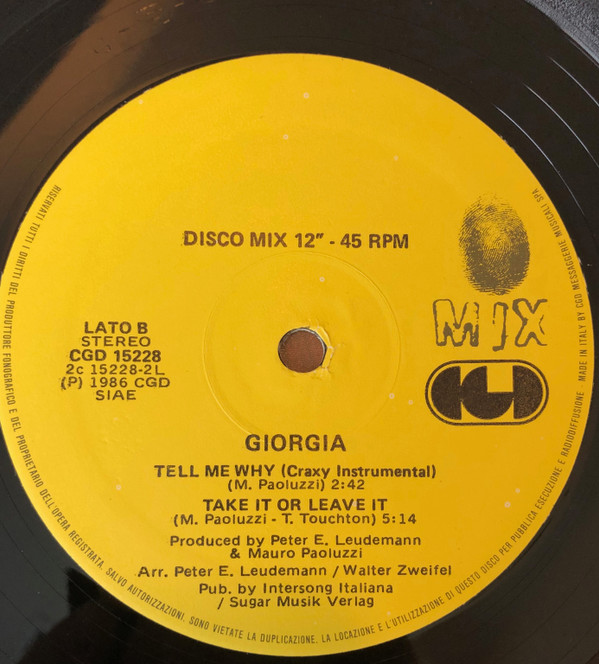 DISCO MIX 12" - 45 RPM
MIX
CGD
LATO B
STEREO
CGD 15228
2c 15228-2L
(P) 1986 CGD
SIAE
GIORGIA
TELL ME WHY (Craxy Instrumental)
(M. Paoluzzi) 2:42
TAKE IT OR LEAVE IT
(M. Paoluzzi - T. Touchton) 5:14
Produced by Peter E. Leudemann
& Mauro Paoluzzi
Arr. Peter E. Leudemann / Walter Zweifel
Pub. by Intersong Italiana
/ Sugar Musik Verlag
RISERVATI TUTTI I DIRITTI DEL PRODUTTORE FONOGRAFICO E DEL PROPRIETARIO DELL'OPERA REGISTRATA. SALVO AUTORIZZAZIONI, SONO VIETATE LA DUPLICAZIONE, LA LOCAZIONE E L'UTILIZZAZIONE DI QUESTO DISCO PER PUBBLICA ESECUZIONE E RADIODIFFUSIONE MADE IN ITALY BY CGD MESSAGGERIE MUSICALI SPA